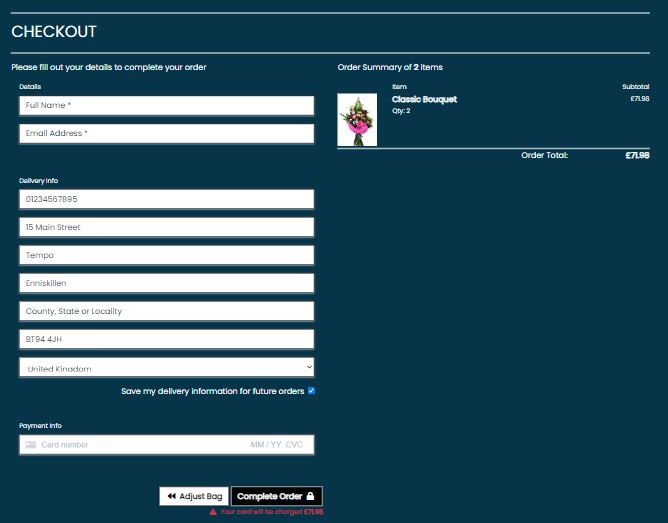 CHECKOUT
Please fill out your details to complete your order
Details
Full Name *
Email Address *
Delivery Info
01234567895
15 Main Street
Tempo
Enniskillen
County, State or Locality
BT94 4JH
United Kingdom
Save my delivery information for future orders
Payment Info
Card number MM / YY CVC
Adjust Bag Complete Order
Your card will be charged £71.98
Order Summary of 2 items
Item Subtotal
Classic Bouquet £71.98
Qty: 2
Order Total: £71.98